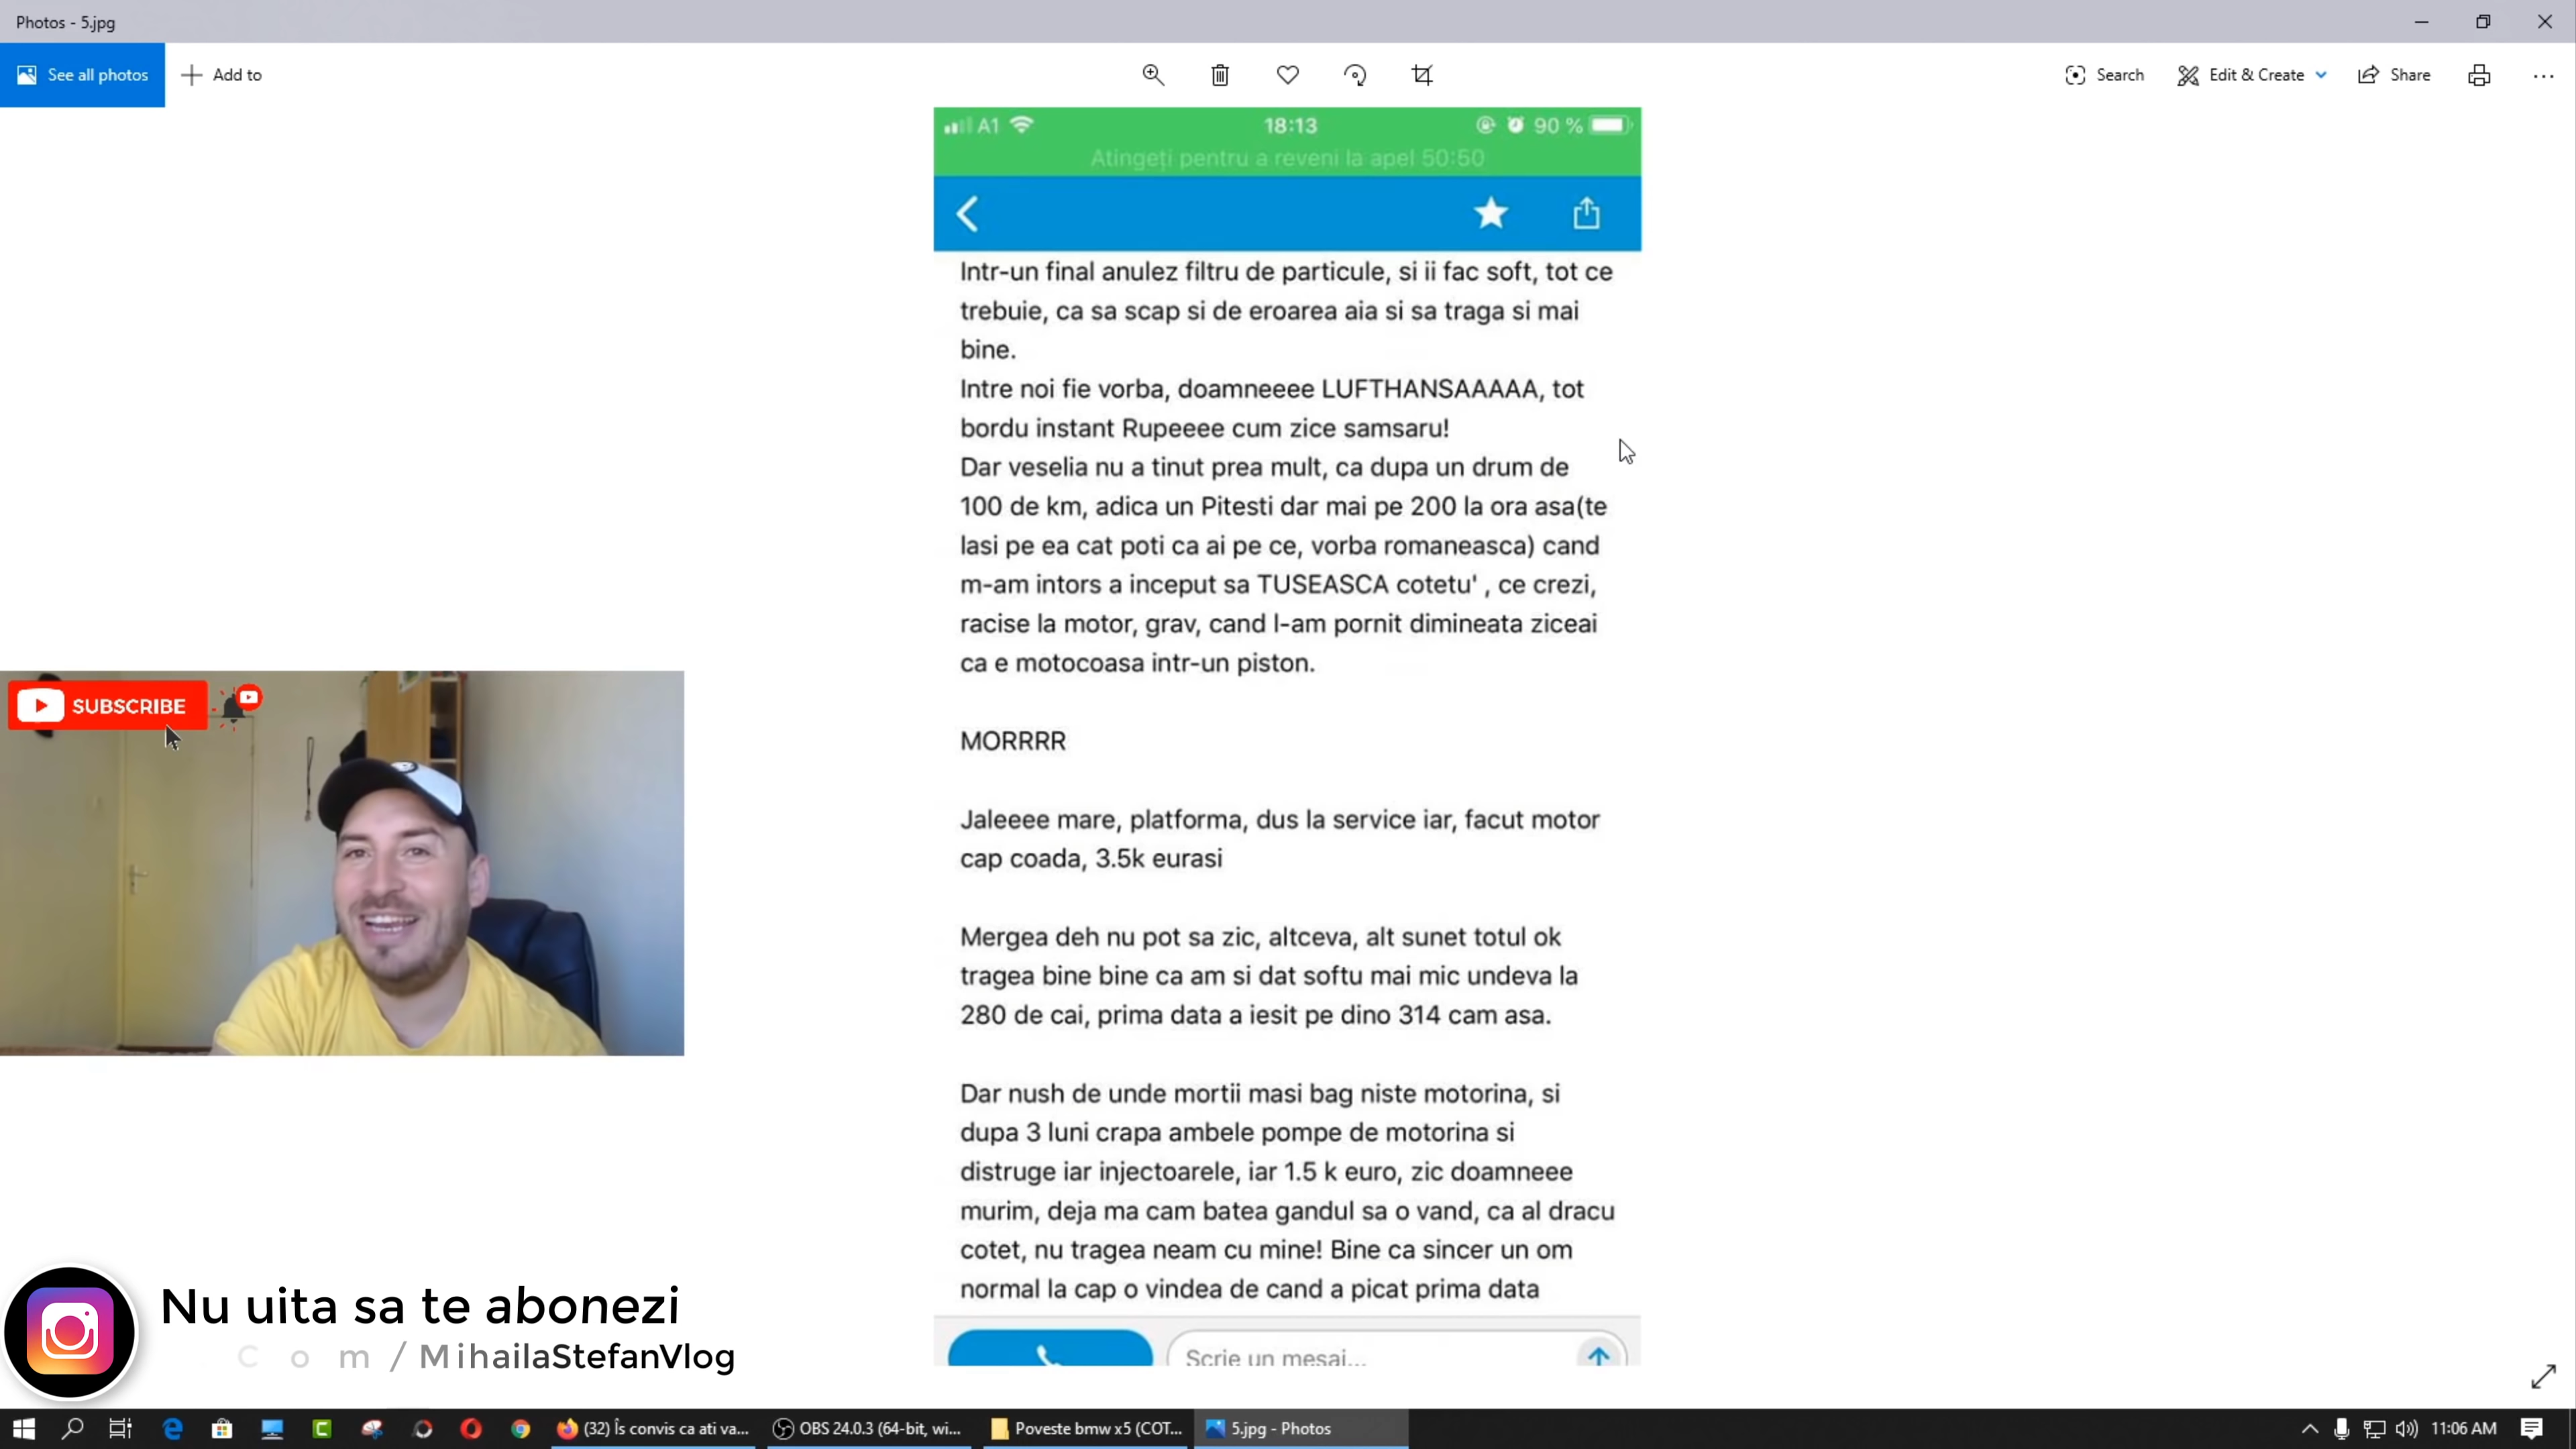 Photos - 5.jpg
See all photos
Add to
Search
Edit & Create
Share
A1
18:13
90 %
Atingeți pentru a reveni la apel 50:50
Intr-un final anulez filtru de particule, si ii fac soft, tot ce
trebuie, ca sa scap si de eroarea aia si sa traga si mai
bine.
Intre noi fie vorba, doamneeee LUFTHANSAAAAA, tot
bordu instant Rupeeee cum zice samsaru!
Dar veselia nu a tinut prea mult, ca dupa un drum de
100 de km, adica un Pitesti dar mai pe 200 la ora asa(te
lasi pe ea cat poti ca ai pe ce, vorba romaneasca) cand
m-am intors a inceput sa TUSEASCA cotetu' , ce crezi,
racise la motor, grav, cand l-am pornit dimineata ziceai
ca e motocoasa intr-un piston.
MORRRR
Jaleeee mare, platforma, dus la service iar, facut motor
cap coada, 3.5k eurasi
Mergea deh nu pot sa zic, altceva, alt sunet totul ok
tragea bine bine ca am si dat softu mai mic undeva la
280 de cai, prima data a iesit pe dino 314 cam asa.
Dar nush de unde mortii masi bag niste motorina, si
dupa 3 luni crapa ambele pompe de motorina si
distruge iar injectoarele, iar 1.5 k euro, zic doamneee
murim, deja ma cam batea gandul sa o vand, ca al dracu
cotet, nu tragea neam cu mine! Bine ca sincer un om
normal la cap o vindea de cand a picat prima data
Scrie un mesaj...
SUBSCRIBE
Nu uita sa te abonezi
C o m / MihailaStefanVlog
(32) Îs convis ca ati va...
OBS 24.0.3 (64-bit, wi...
Poveste bmw x5 (COT...
5.jpg - Photos
11:06 AM